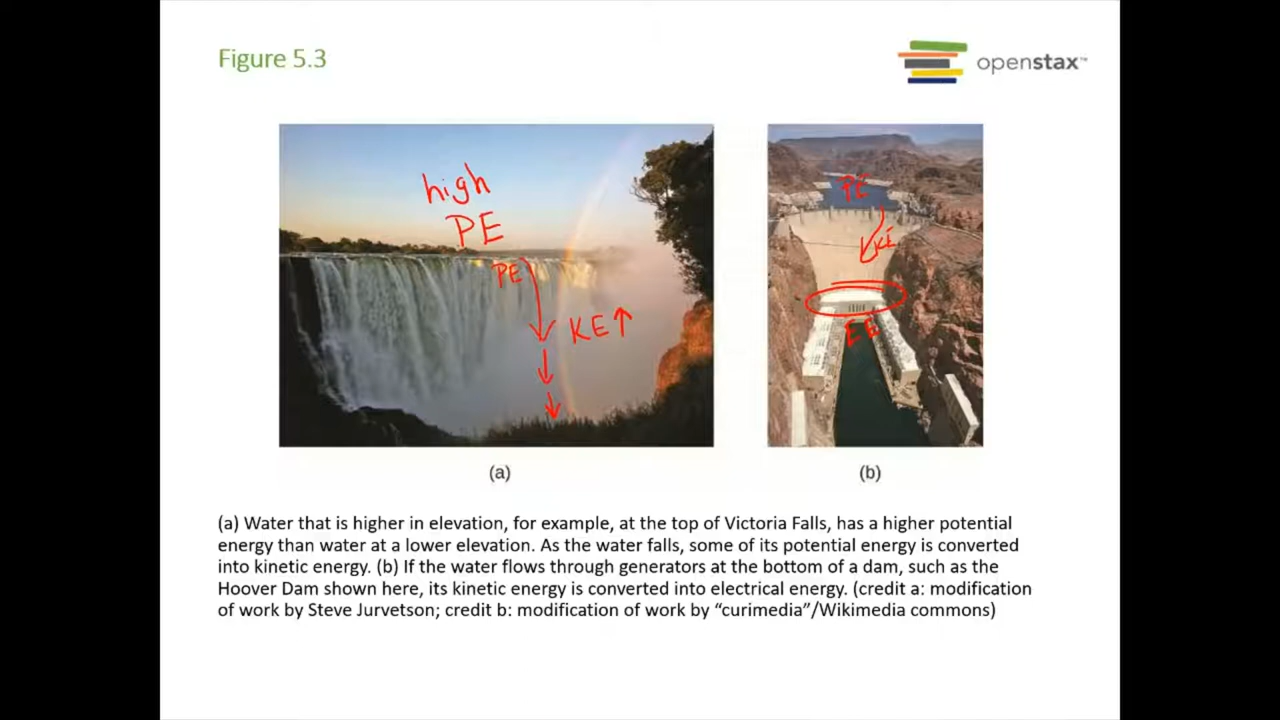 Figure 5.3
openstax™
high
PE
PE
KE↑
PE
KE
EE
(a)
(b)
(a) Water that is higher in elevation, for example, at the top of Victoria Falls, has a higher potential
energy than water at a lower elevation. As the water falls, some of its potential energy is converted
into kinetic energy. (b) If the water flows through generators at the bottom of a dam, such as the
Hoover Dam shown here, its kinetic energy is converted into electrical energy. (credit a: modification
of work by Steve Jurvetson; credit b: modification of work by “curimedia”/Wikimedia commons)